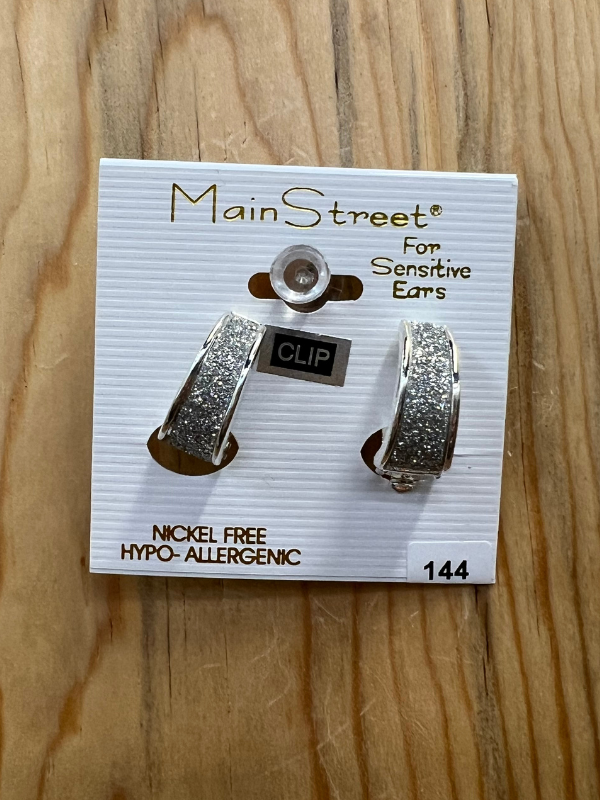 MainStreet®
For
Sensitive
Ears
CLIP
NICKEL FREE
HYPO-ALLERGENIC
144